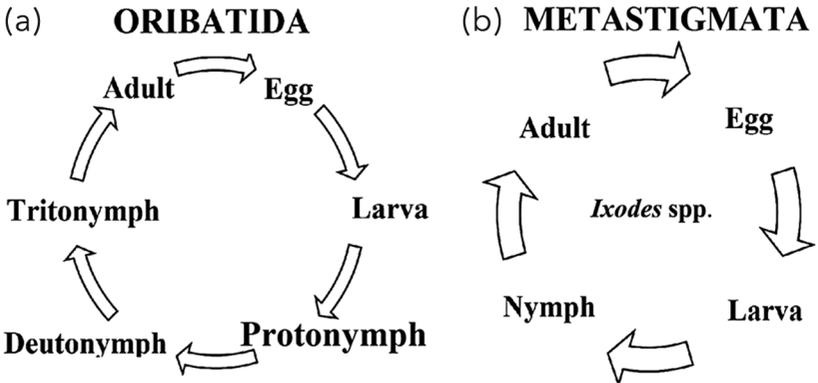 (a) ORIBATIDA
Adult
Egg
Larva
Protonymph
Deutonymph
Tritonymph
(b) METASTIGMATA
Adult
Egg
Ixodes spp.
Larva
Nymph